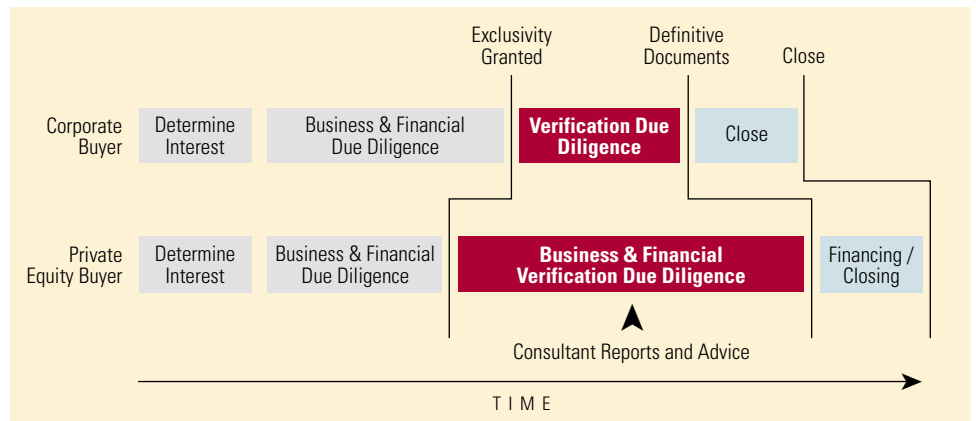 Exclusivity
Granted
Definitive
Documents
Close
Corporate
Buyer
Determine
Interest
Business & Financial
Due Diligence
Verification Due
Diligence
Close
Private
Equity Buyer
Determine
Interest
Business & Financial
Due Diligence
Business & Financial
Verification Due Diligence
Financing /
Closing
Consultant Reports and Advice
TIME